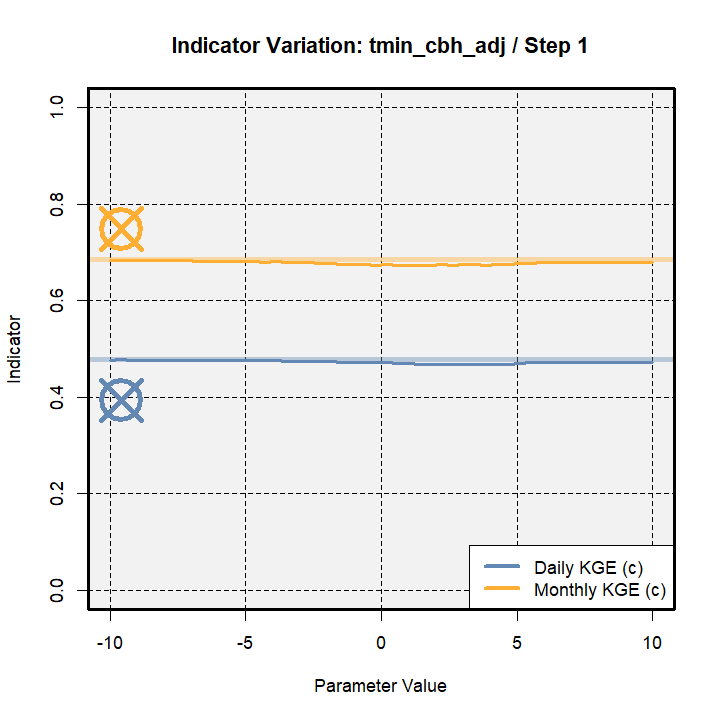 Indicator Variation: tmin_cbh_adj / Step 1
Indicator
1.0
0.8
0.6
0.4
0.2
0.0
-10
-5
0
5
10
Parameter Value
Daily KGE (c)
Monthly KGE (c)